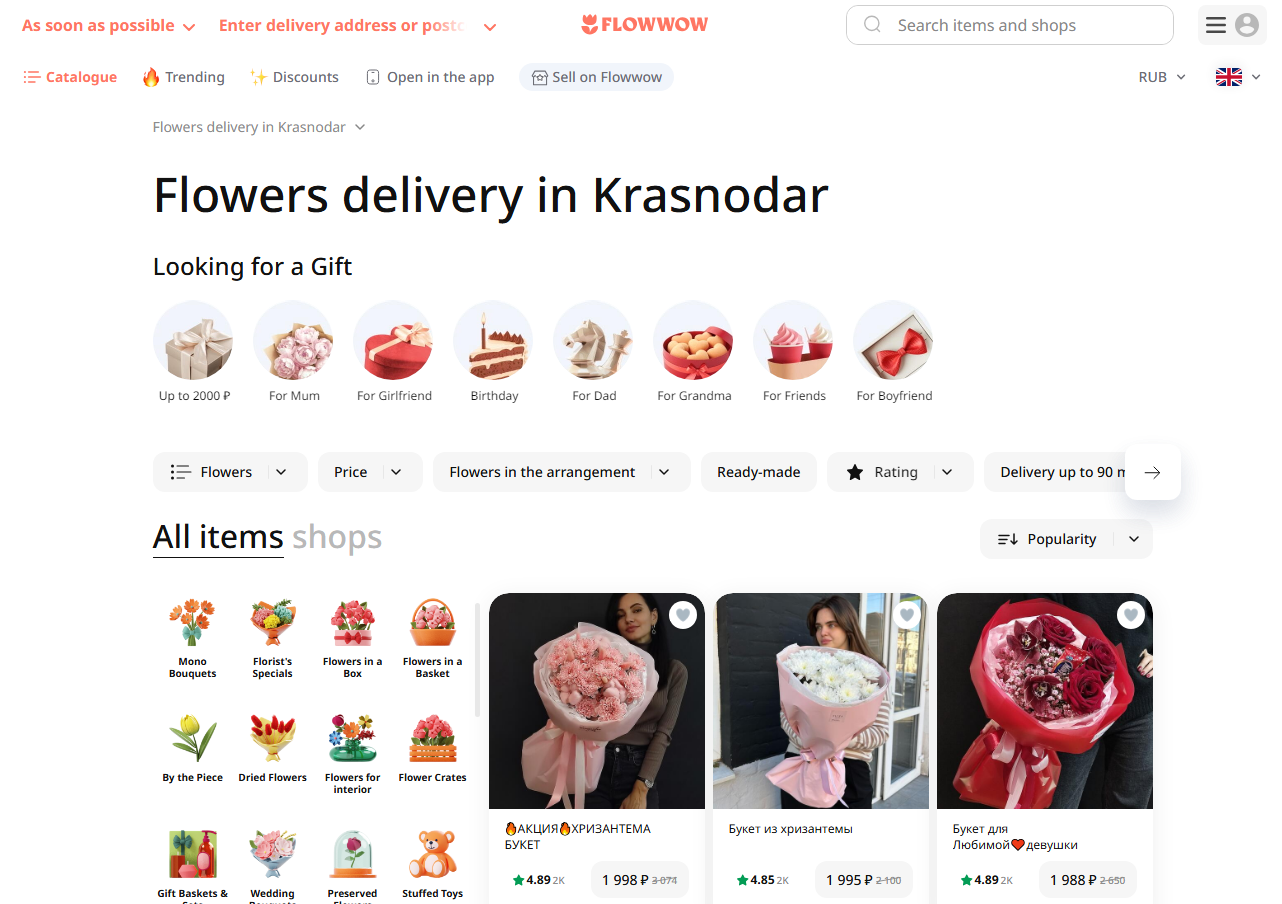 As soon as possible
Enter delivery address or postc
FLOWWOW
Search items and shops
Catalogue
Trending
Discounts
Open in the app
Sell on Flowwow
RUB
Flowers delivery in Krasnodar
Flowers delivery in Krasnodar
Looking for a Gift
Up to 2000 ₽
For Mum
For Girlfriend
Birthday
For Dad
For Grandma
For Friends
For Boyfriend
Flowers
Price
Flowers in the arrangement
Ready-made
Rating
Delivery up to 90 m
All items shops
Popularity
Mono
Bouquets
Florist's
Specials
Flowers in a
Box
Flowers in a
Basket
By the Piece
Dried Flowers
Flowers for
interior
Flower Crates
Gift Baskets &
Sets
Wedding
Bouquets
Preserved
Flowers
Stuffed Toys
🔥АКЦИЯ🔥ХРИЗАНТЕМА
БУКЕТ
4.89 2K
1 998 ₽ 3 074
Букет из хризантемы
4.85 2K
1 995 ₽ 2 100
Букет для
Любимой❤️девушки
4.89 2K
1 988 ₽ 2 650